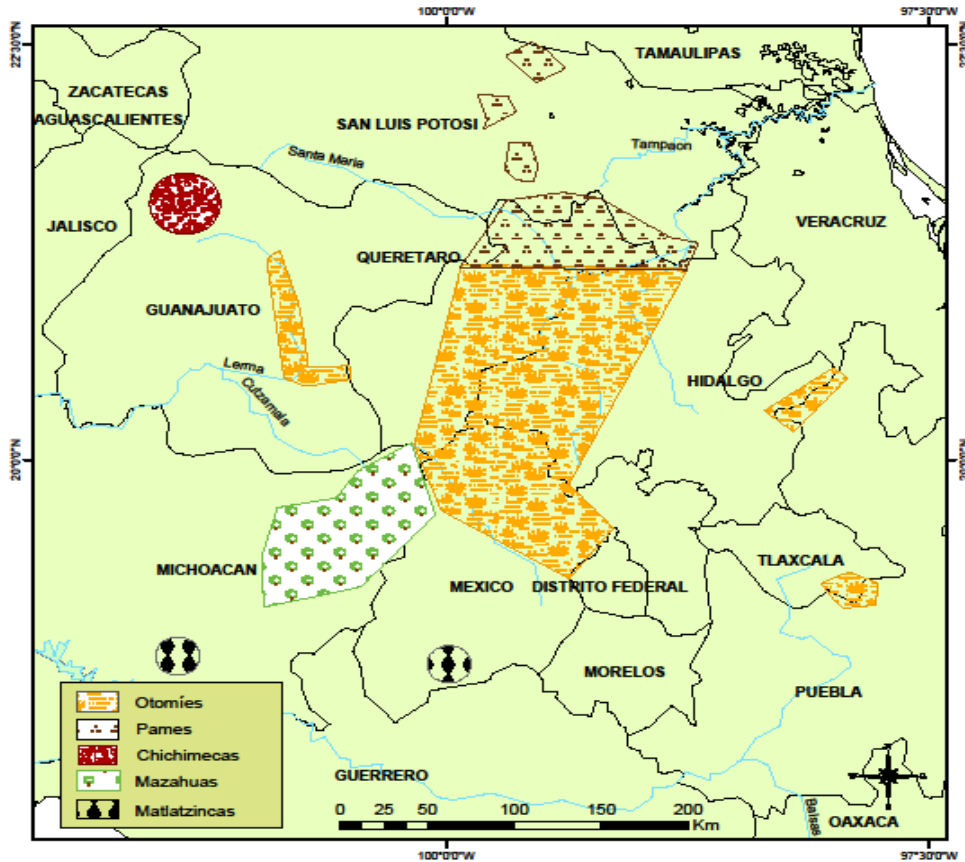 100°0'0"W
97°30'0"W
22°30'0"N
TAMAULIPAS
ZACATECAS
AGUASCALIENTES
SAN LUIS POTOSI
Santa Maria
Tampaon
JALISCO
VERACRUZ
QUERETARO
GUANAJUATO
Lerma
Cutzamala
HIDALGO
20°0'0"N
MICHOACAN
MEXICO
DISTRITO FEDERAL
TLAXCALA
MORELOS
PUEBLA
Otomíes
Pames
Chichimecas
Mazahuas
Matlatzincas
GUERRERO
0 25 50 100 150 200
Km
Balsas
OAXACA
100°0'0"W
97°30'0"W